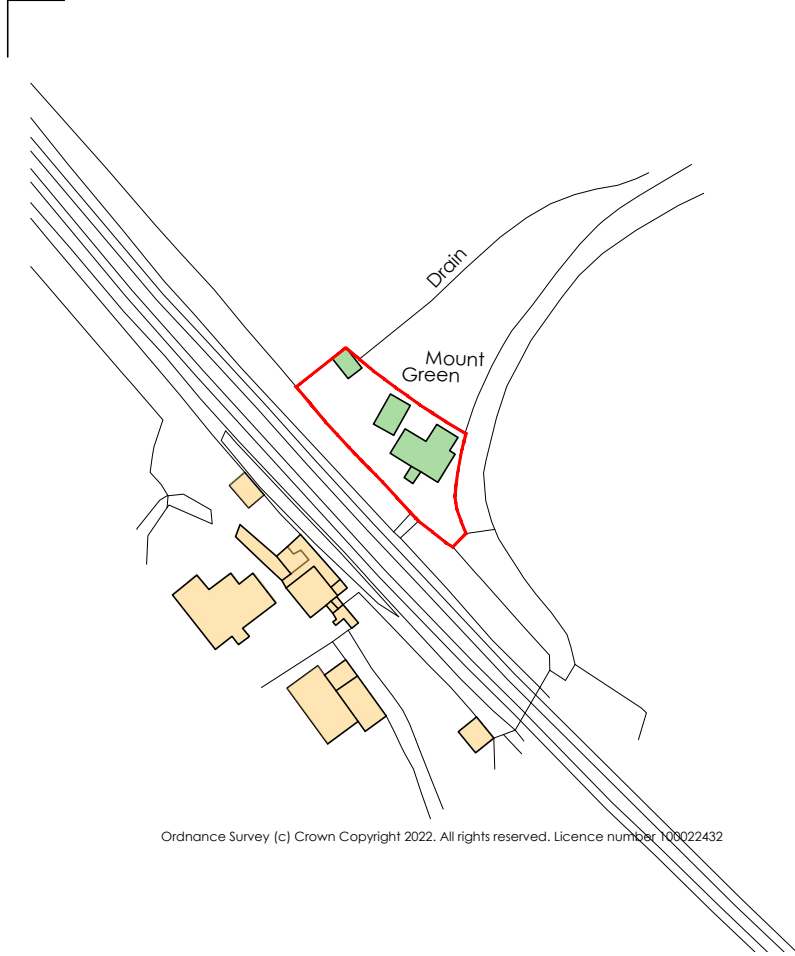 Drain
Mount
Green
Ordnance Survey (c) Crown Copyright 2022. All rights reserved. Licence number 100022432